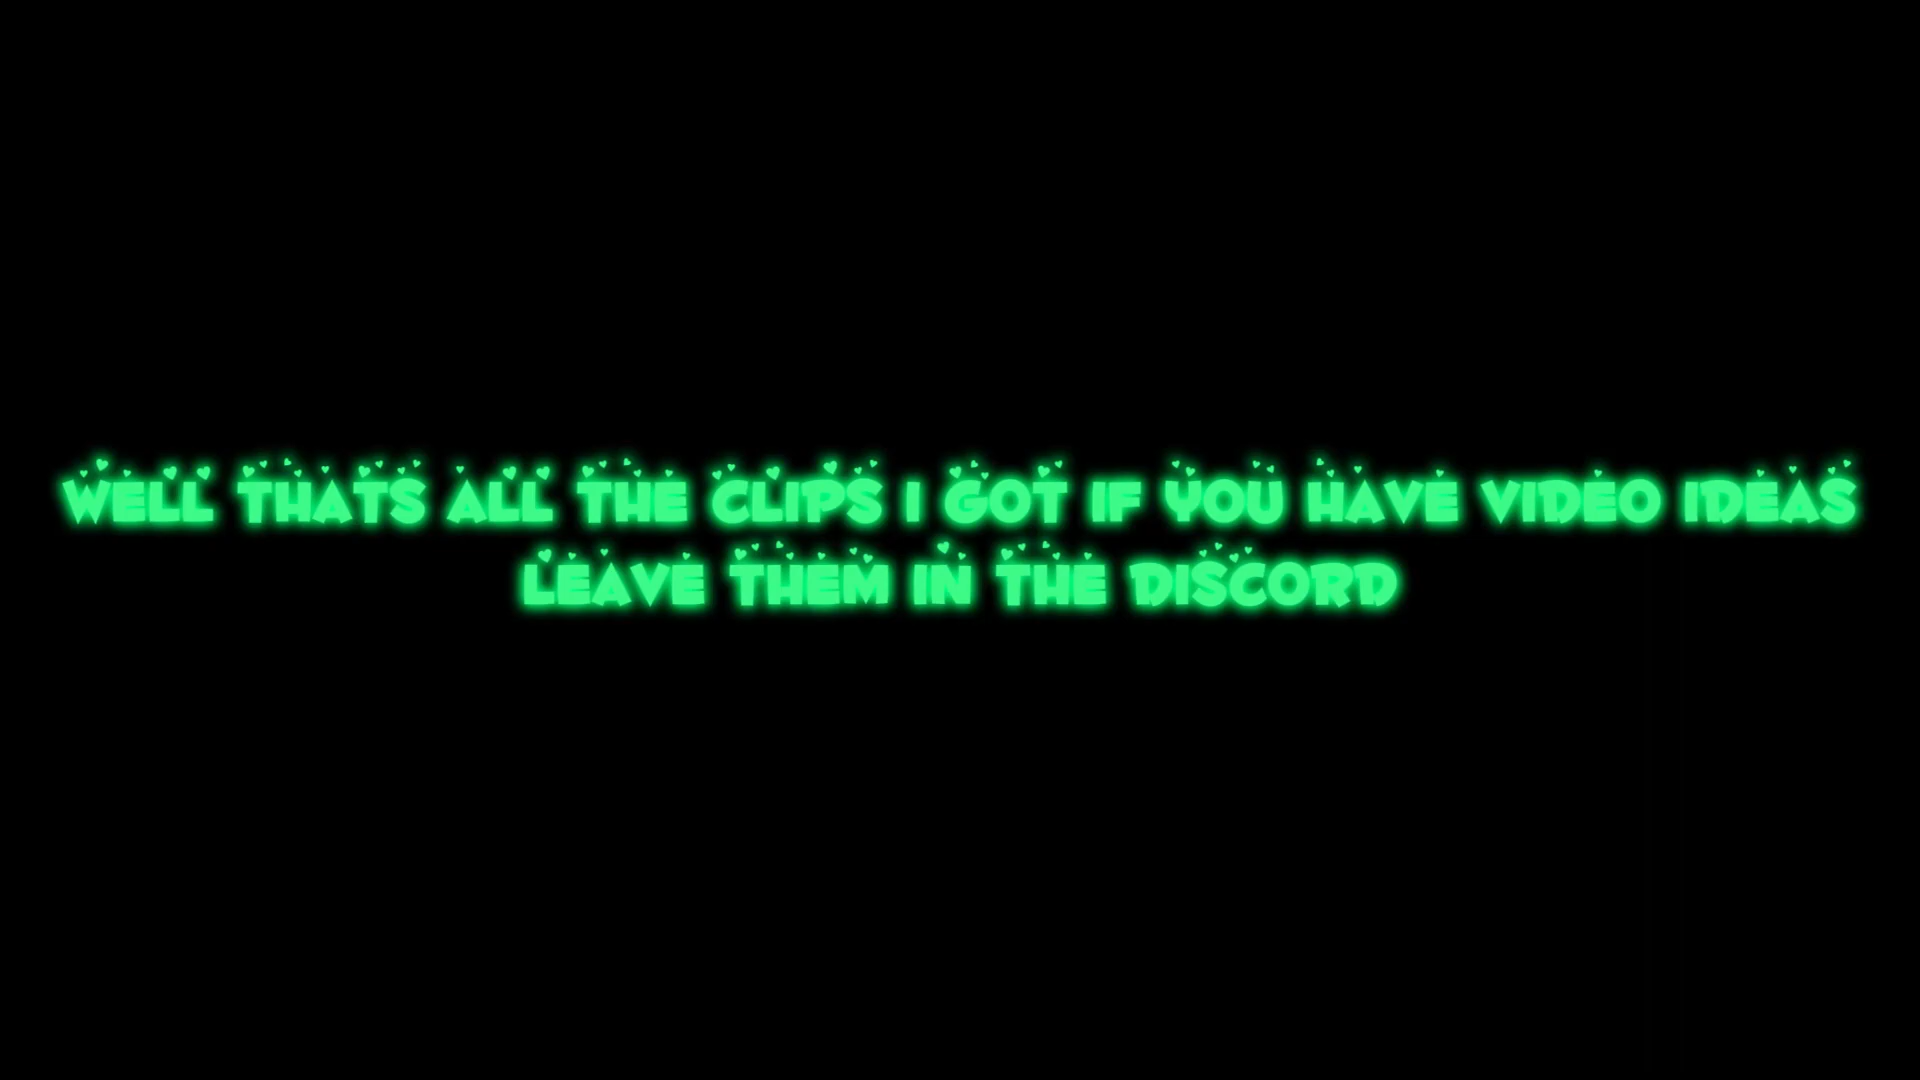 WELL THATS ALL THE CLIPS I GOT IF YOU HAVE VIDEO IDEAS
LEAVE THEM IN THE DISCORD